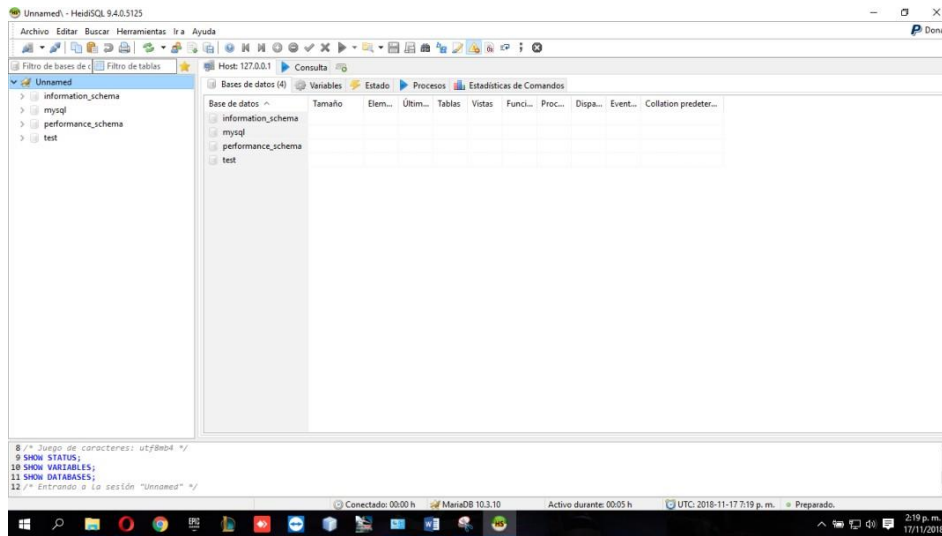 Unnamed\ - HeidiSQL 9.4.0.5125
Archivo Editar Buscar Herramientas Ir a Ayuda
Dona
Filtro de bases de d Filtro de tablas
Host: 127.0.0.1 Consulta
Unnamed
information_schema
mysql
performance_schema
test
Bases de datos (4) Variables Estado Procesos Estadísticas de Comandos
Base de datos Tamaño Elem... Últim... Tablas Vistas Funci... Proc... Dispa... Event... Collation predeter...
information_schema
mysql
performance_schema
test
8 /* Juego de caracteres: utf8mb4 */
9 SHOW STATUS;
10 SHOW VARIABLES;
11 SHOW DATABASES;
12 /* Entrando a la sesión "Unnamed" */
Conectado: 00:00 h MariaDB 10.3.10 Activo durante: 00:05 h UTC: 2018-11-17 7:19 p. m. Preparado.
2:19 p. m.
17/11/2018